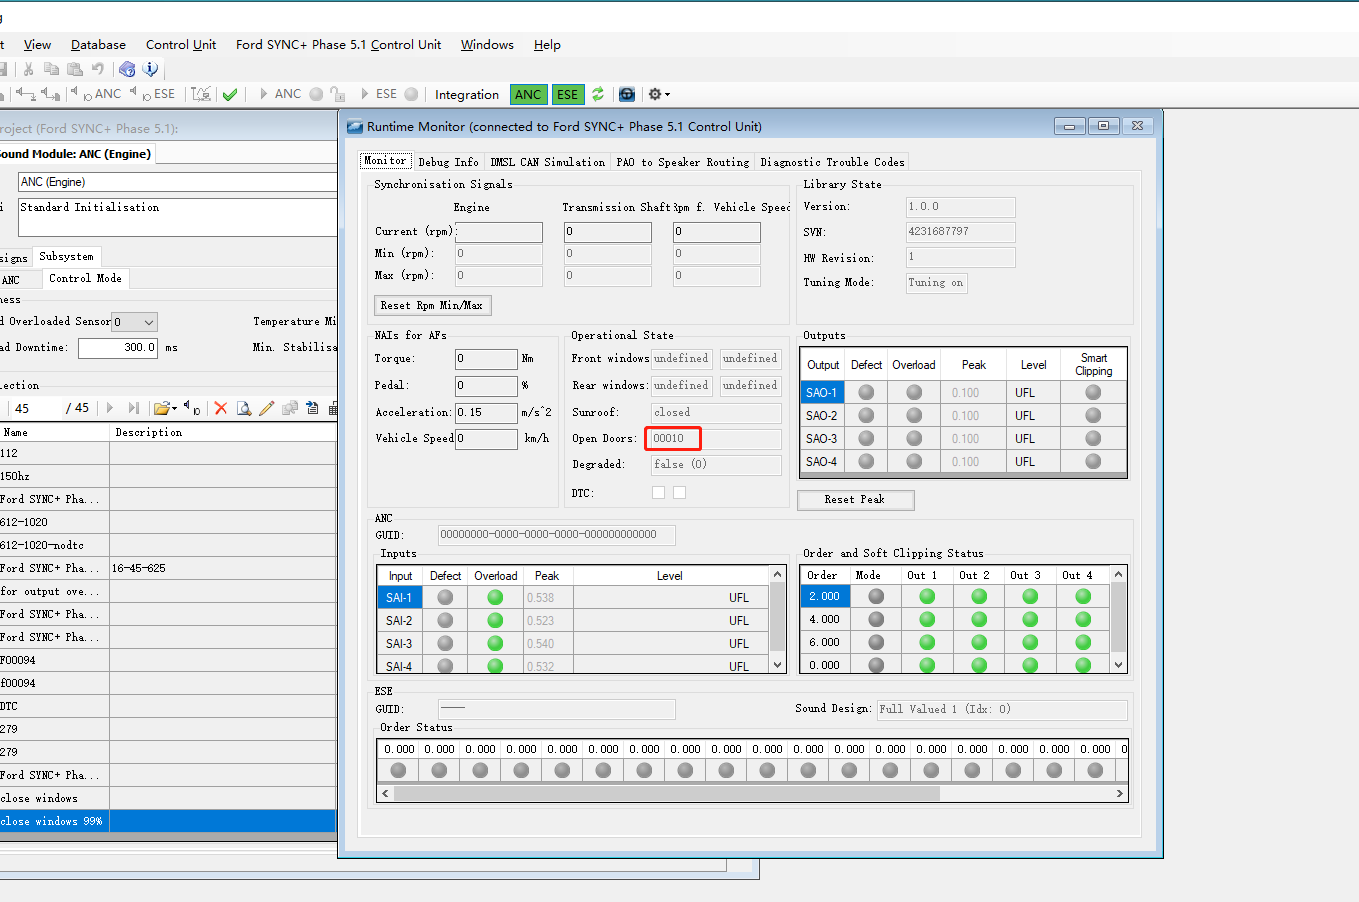 g
t View Database Control Unit Ford SYNC+ Phase 5.1 Control Unit Windows Help
ANC ESE ANC ESE Integration ANC ESE
roject (Ford SYNC+ Phase 5.1):
ound Module: ANC (Engine)
ANC (Engine)
i Standard Initialisation
signs Subsystem
ANC Control Mode
ness
d Overloaded Sensor 0 Temperature Mi
ad Downtime: 300.0 ms Min. Stabilisa
lection
45 / 45
Name Description
112
150hz
Ford SYNC+ Pha...
612-1020
612-1020-nodtc
Ford SYNC+ Pha... 16-45-625
for output ove...
Ford SYNC+ Pha...
Ford SYNC+ Pha...
F00094
f00094
DTC
279
279
Ford SYNC+ Pha...
close windows
close windows 99%
Runtime Monitor (connected to Ford SYNC+ Phase 5.1 Control Unit)
Monitor Debug Info DMSL CAN Simulation PAO to Speaker Routing Diagnostic Trouble Codes
Synchronisation Signals
Engine Transmission Shaft Rpm f. Vehicle Speed
Current (rpm): 0 0
Min (rpm): 0 0 0
Max (rpm): 0 0 0
Reset Rpm Min/Max
Library State
Version: 1.0.0
SVN: 4231687797
HW Revision: 1
Tuning Mode: Tuning on
NAIs for AFs
Torque: 0 Nm
Pedal: 0 %
Acceleration: 0.15 m/s^2
Vehicle Speed 0 km/h
Operational State
Front windows undefined undefined
Rear windows: undefined undefined
Sunroof: closed
Open Doors: 00010
Degraded: false (0)
DTC:
Outputs
Output Defect Overload Peak Level Smart Clipping
SAO-1 0.100 UFL
SAO-2 0.100 UFL
SAO-3 0.100 UFL
SAO-4 0.100 UFL
Reset Peak
ANC
GUID: 00000000-0000-0000-0000-000000000000
Inputs
Input Defect Overload Peak Level
SAI-1 0.538 UFL
SAI-2 0.523 UFL
SAI-3 0.540 UFL
SAI-4 0.532 UFL
Order and Soft Clipping Status
Order Mode Out 1 Out 2 Out 3 Out 4
2.000
4.000
6.000
0.000
ESE
GUID: ——
Sound Design: Full Valued 1 (Idx: 0)
Order Status
0.000 0.000 0.000 0.000 0.000 0.000 0.000 0.000 0.000 0.000 0.000 0.000 0.000 0.000 0.000 0.000 0.000 0.000 0